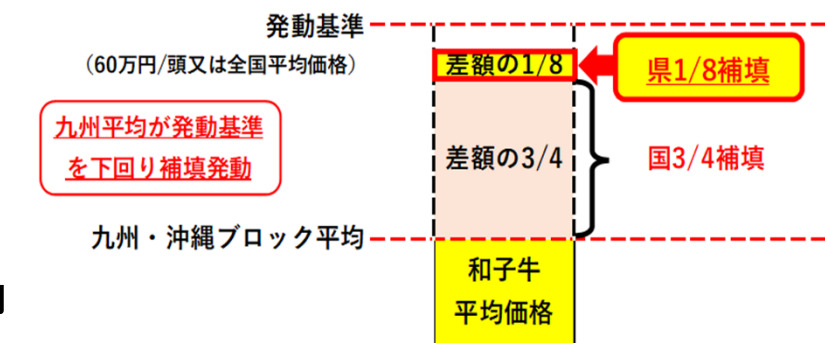 発動基準
（60万円/頭又は全国平均価格）
差額の1/8
県1/8補填
九州平均が発動基準
を下回り補填発動
差額の3/4
国3/4補填
九州・沖縄ブロック平均
和子牛
平均価格